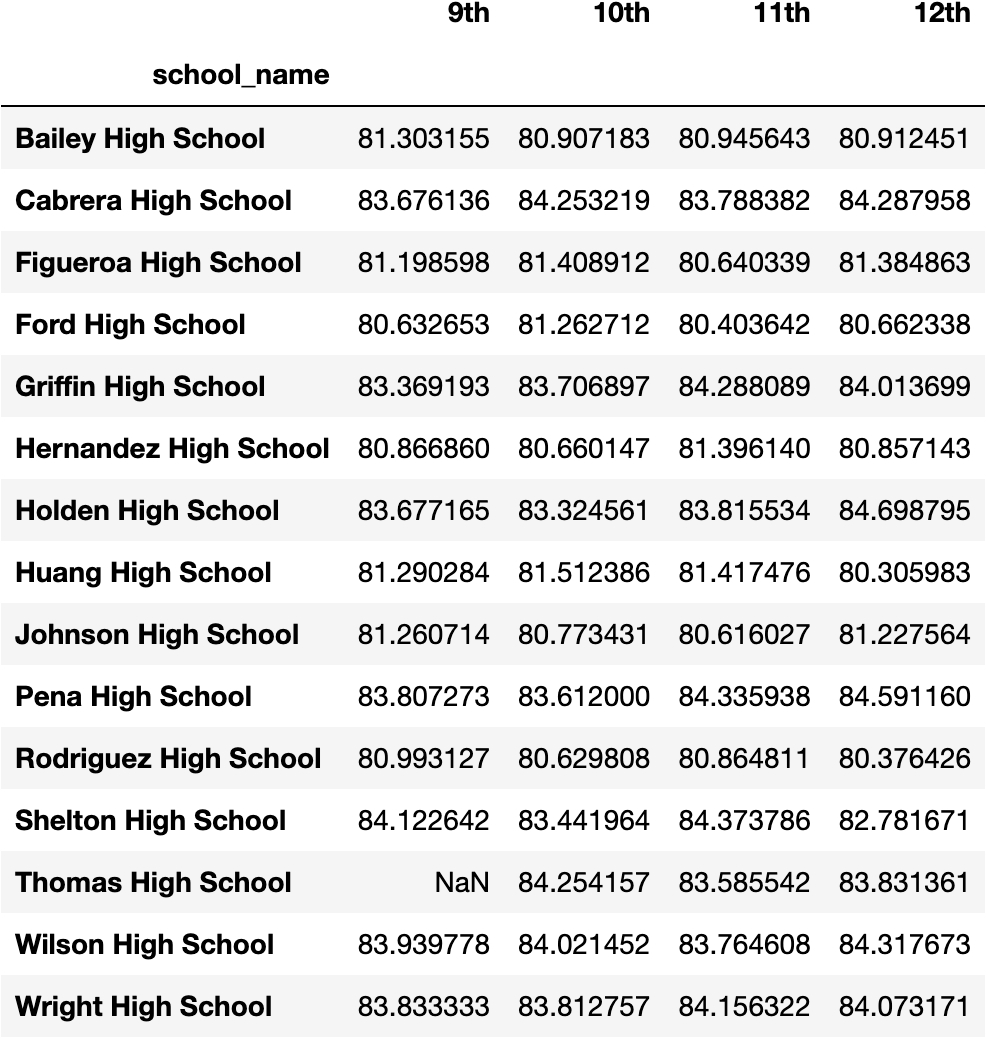 9th 10th 11th 12th
school_name
Bailey High School 81.303155 80.907183 80.945643 80.912451
Cabrera High School 83.676136 84.253219 83.788382 84.287958
Figueroa High School 81.198598 81.408912 80.640339 81.384863
Ford High School 80.632653 81.262712 80.403642 80.662338
Griffin High School 83.369193 83.706897 84.288089 84.013699
Hernandez High School 80.866860 80.660147 81.396140 80.857143
Holden High School 83.677165 83.324561 83.815534 84.698795
Huang High School 81.290284 81.512386 81.417476 80.305983
Johnson High School 81.260714 80.773431 80.616027 81.227564
Pena High School 83.807273 83.612000 84.335938 84.591160
Rodriguez High School 80.993127 80.629808 80.864811 80.376426
Shelton High School 84.122642 83.441964 84.373786 82.781671
Thomas High School NaN 84.254157 83.585542 83.831361
Wilson High School 83.939778 84.021452 83.764608 84.317673
Wright High School 83.833333 83.812757 84.156322 84.073171